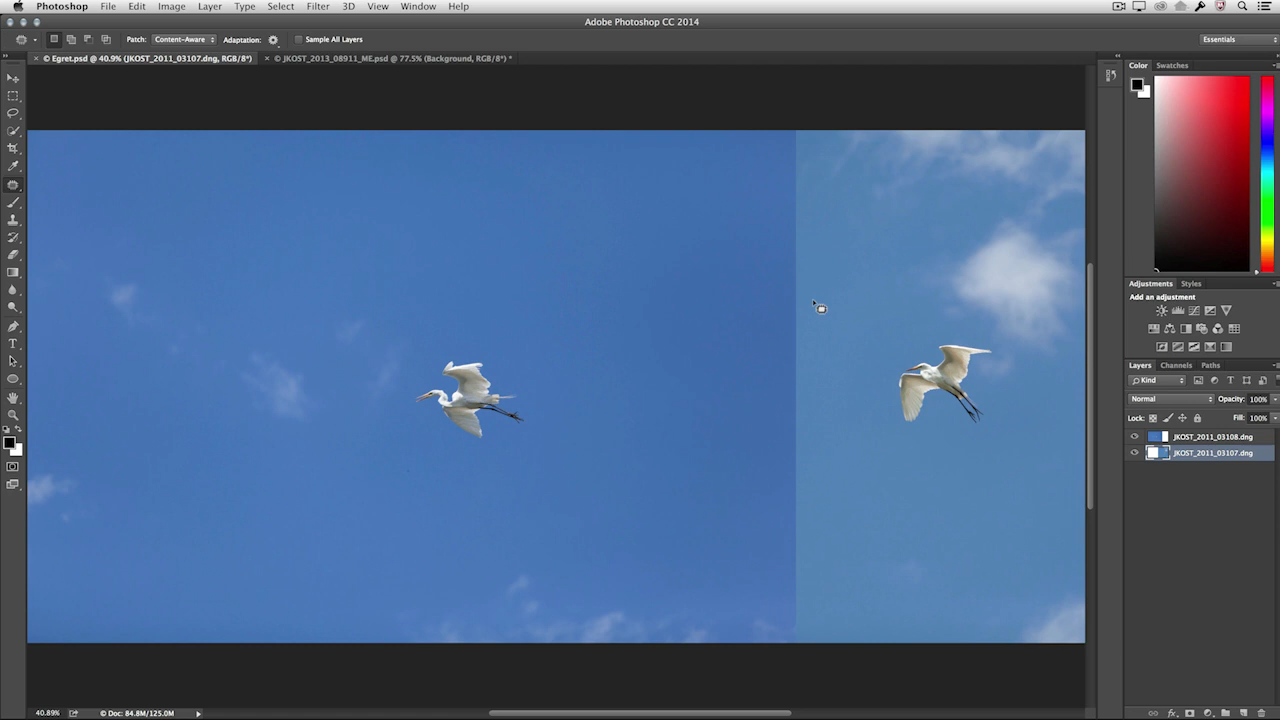 Photoshop File Edit Image Layer Type Select Filter 3D View Window Help
Adobe Photoshop CC 2014
Patch: Content-Aware Adaptation: Sample All Layers Essentials
× © Egret.psd @ 40.9% (JKOST_2011_03107.dng, RGB/8*) × © JKOST_2013_08911_ME.psd @ 77.5% (Background, RGB/8*) *
Color Swatches
Adjustments Styles
Add an adjustment
Layers Channels Paths
Kind
Normal Opacity: 100%
Lock: Fill: 100%
JKOST_2011_03108.dng
JKOST_2011_03107.dng
40.89% © Doc: 84.8M/125.0M